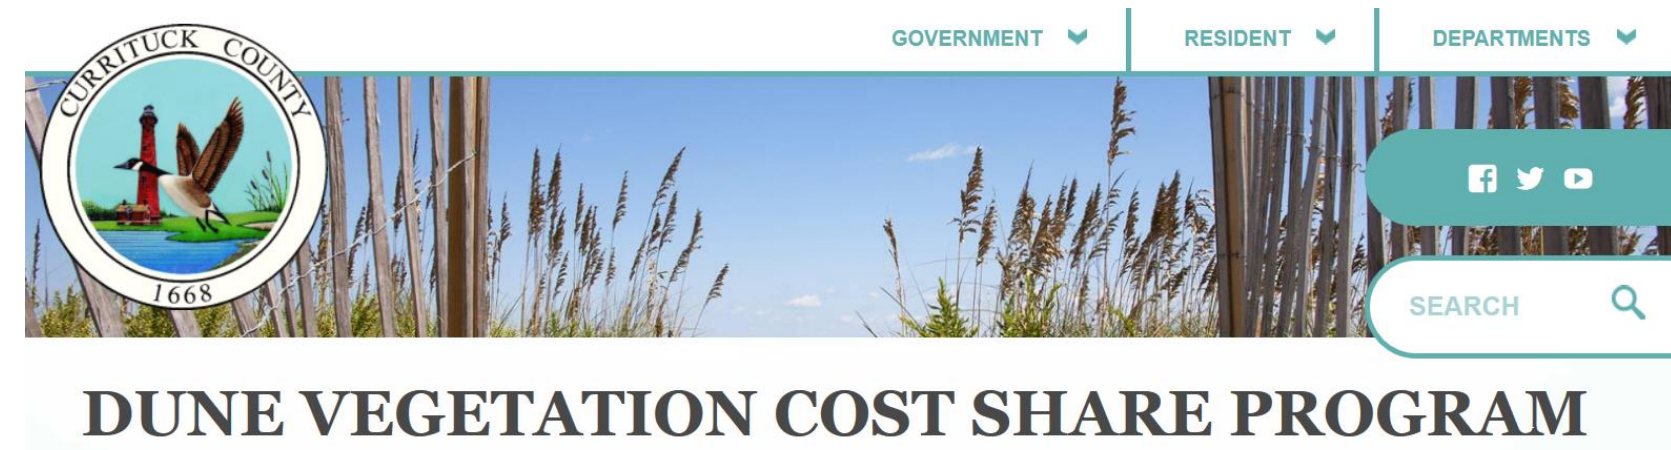 CURRITUCK COUNTY
1668
GOVERNMENT
RESIDENT
DEPARTMENTS
SEARCH
DUNE VEGETATION COST SHARE PROGRAM